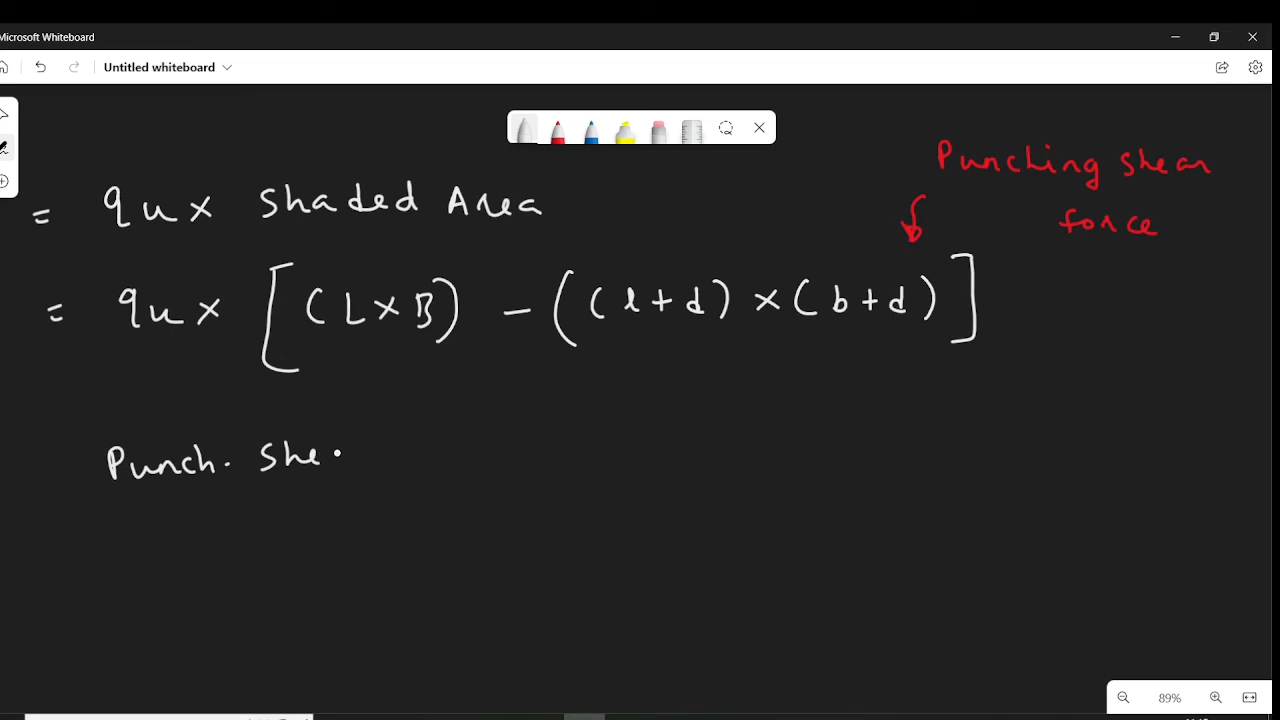 Microsoft Whiteboard
Untitled whiteboard
Punching shear
force
= qu x Shaded Area
= qu x [ ( L x B ) - ( ( l + d ) x ( b + d ) ]
Punch. She
89%